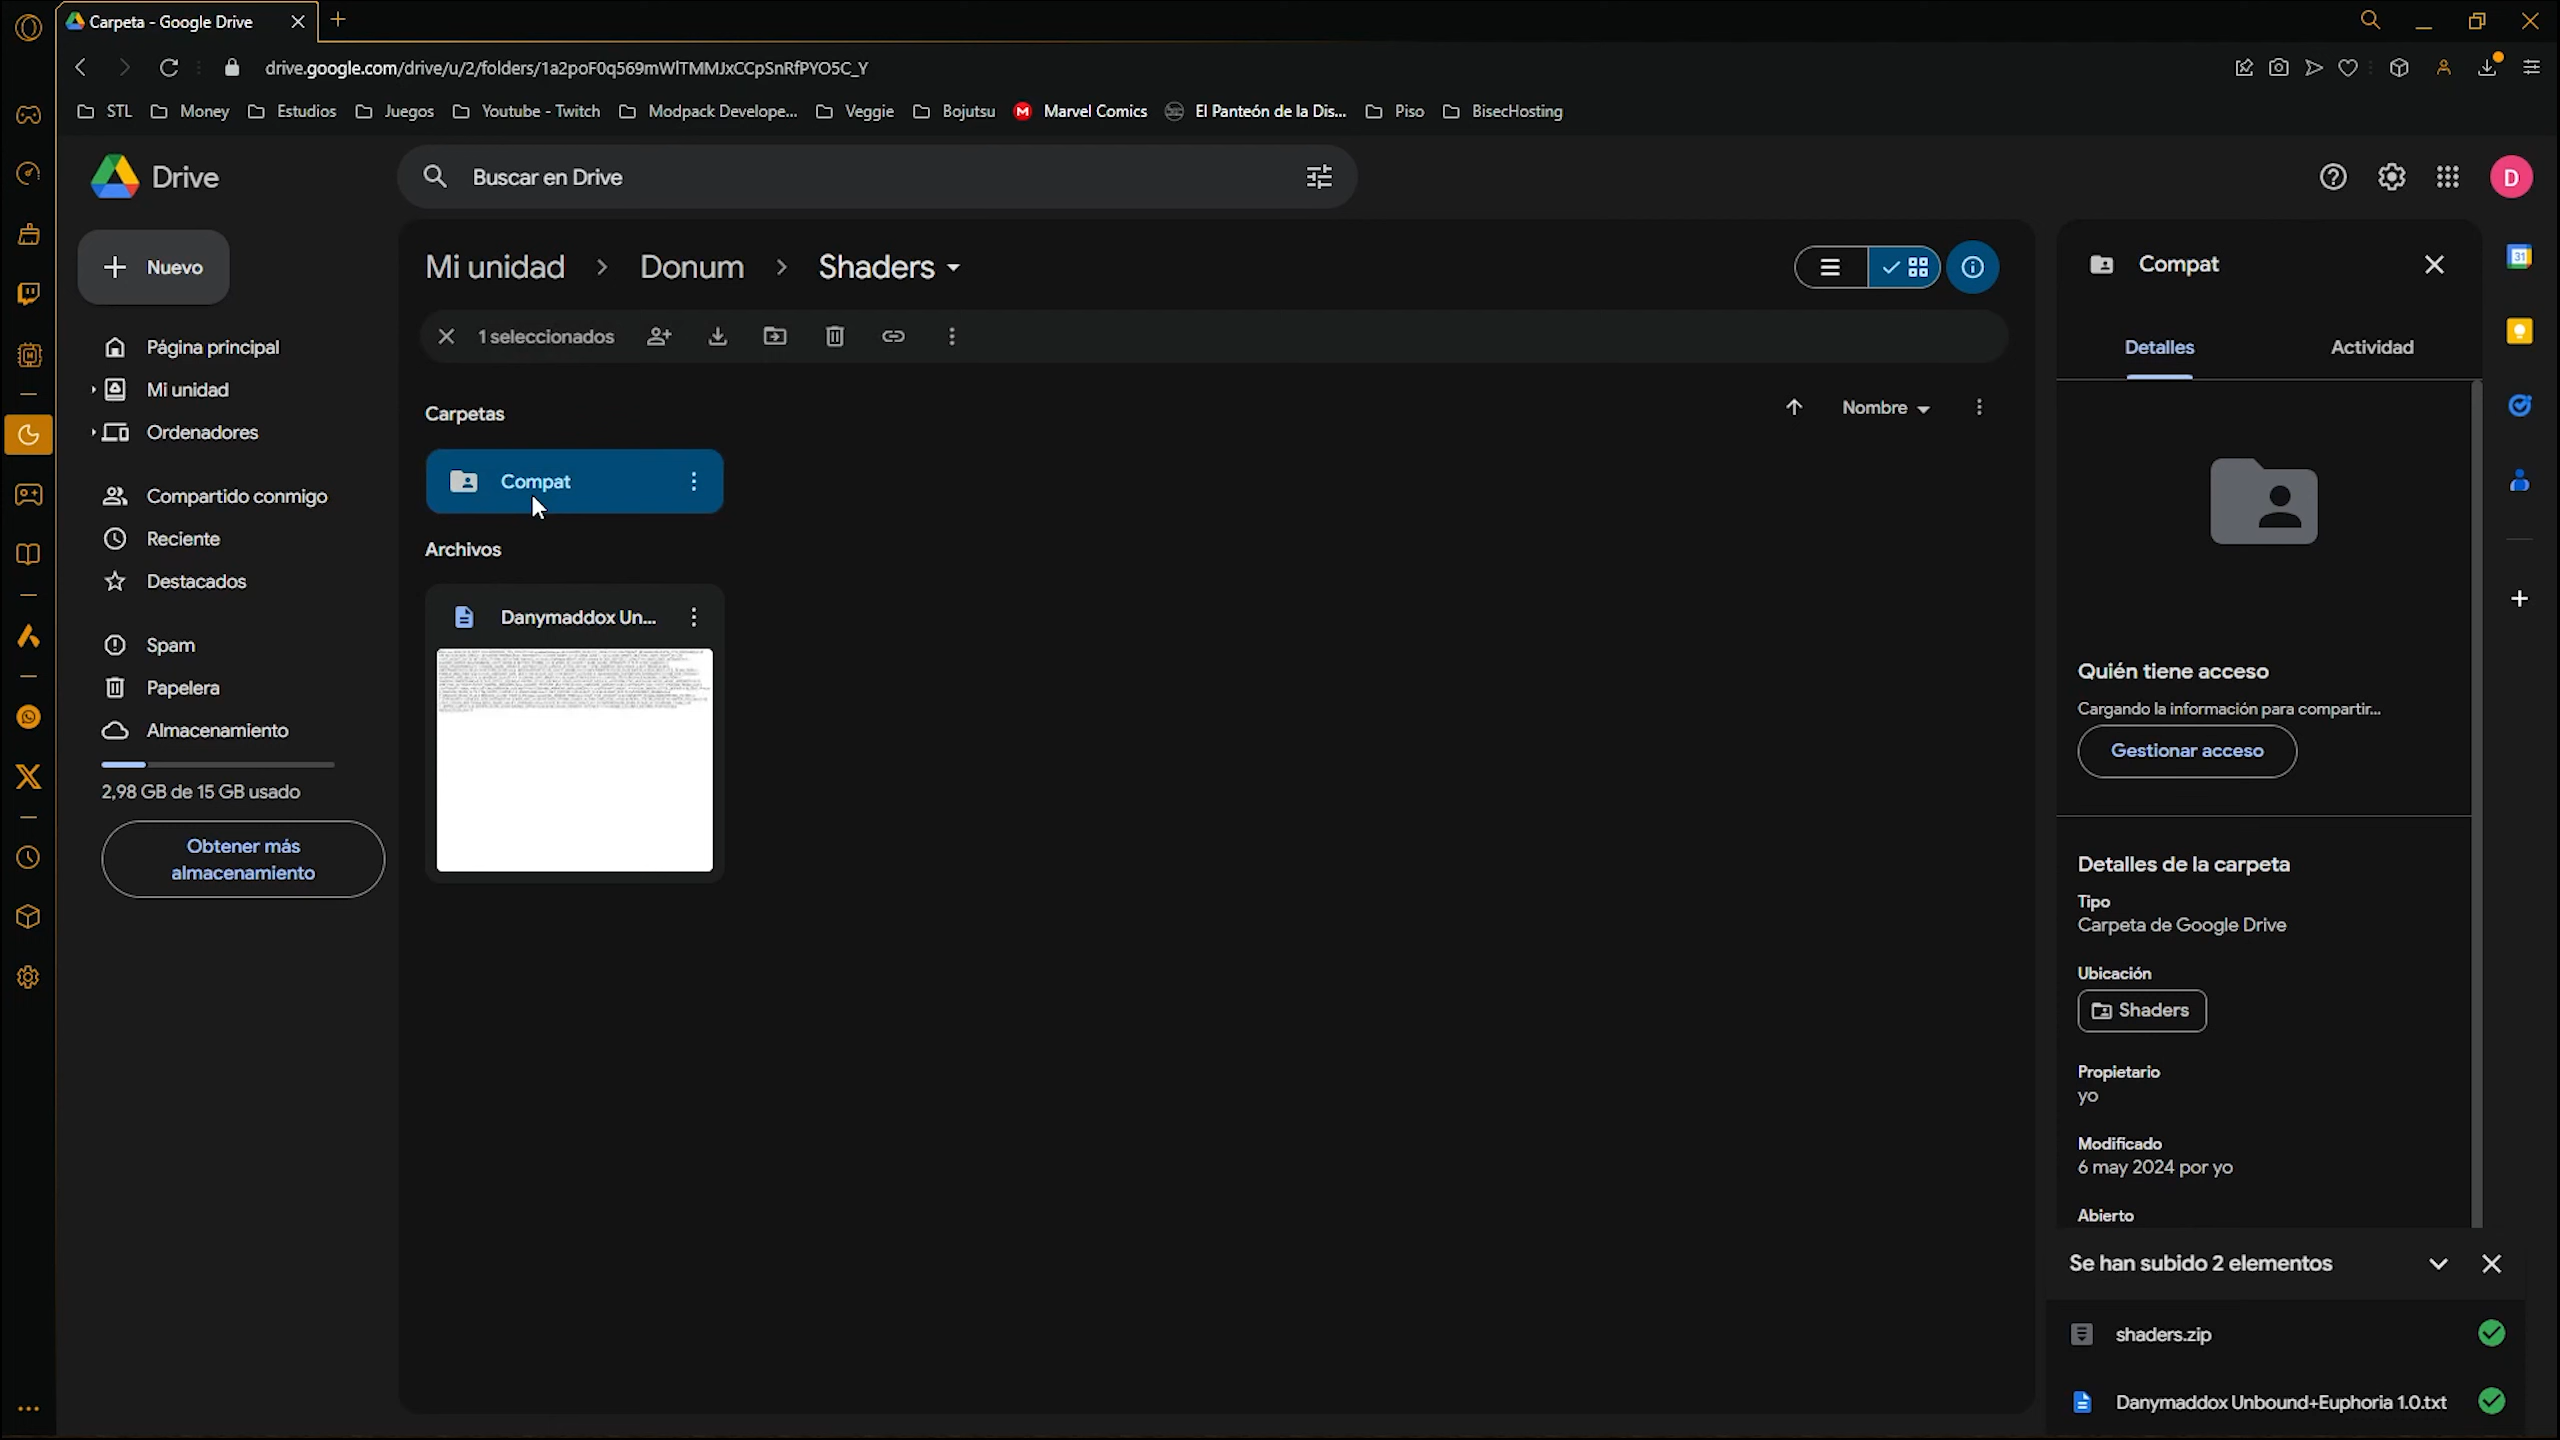 Carpeta - Google Drive
drive.google.com/drive/u/2/folders/1a2poF0q569mWlTMMJxCCpSnRfPYO5C_Y
STL Money Estudios Juegos Youtube - Twitch Modpack Develope... Veggie Bojutsu Marvel Comics El Panteón de la Dis... Piso BisecHosting
Drive
Buscar en Drive
D
Nuevo
Página principal
Mi unidad
Ordenadores
Compartido conmigo
Reciente
Destacados
Spam
Papelera
Almacenamiento
2,98 GB de 15 GB usado
Obtener más
almacenamiento
Mi unidad > Donum > Shaders
1 seleccionados
Carpetas
Nombre
Compat
Archivos
Danymaddox Un...
Compat
Detalles Actividad
Quién tiene acceso
Cargando la información para compartir...
Gestionar acceso
Detalles de la carpeta
Tipo
Carpeta de Google Drive
Ubicación
Shaders
Propietario
yo
Modificado
6 may 2024 por yo
Abierto
Se han subido 2 elementos
shaders.zip
Danymaddox Unbound+Euphoria 1.0.txt
31